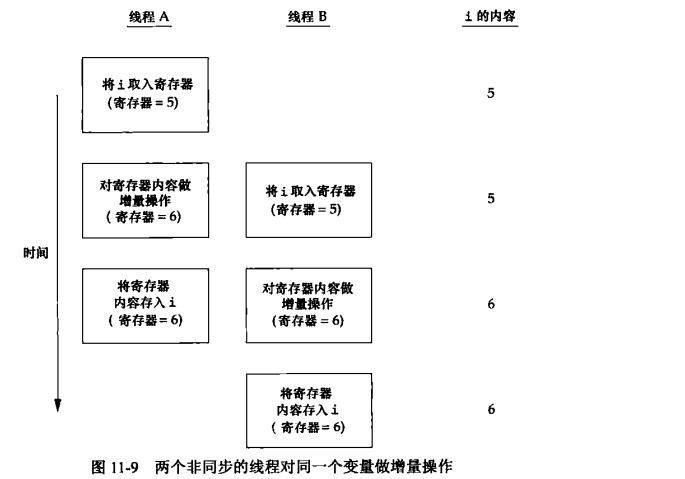 线程 A 线程 B i 的内容
将 i 取入寄存器
(寄存器 = 5)
5
对寄存器内容做
增量操作
( 寄存器 = 6)
将 i 取入寄存器
(寄存器 = 5)
5
时间
将寄存器
内容存入 i
( 寄存器 = 6)
对寄存器内容做
增量操作
(寄存器 = 6)
6
将寄存器
内容存入 i
( 寄存器 = 6)
6
图 11-9 两个非同步的线程对同一个变量做增量操作